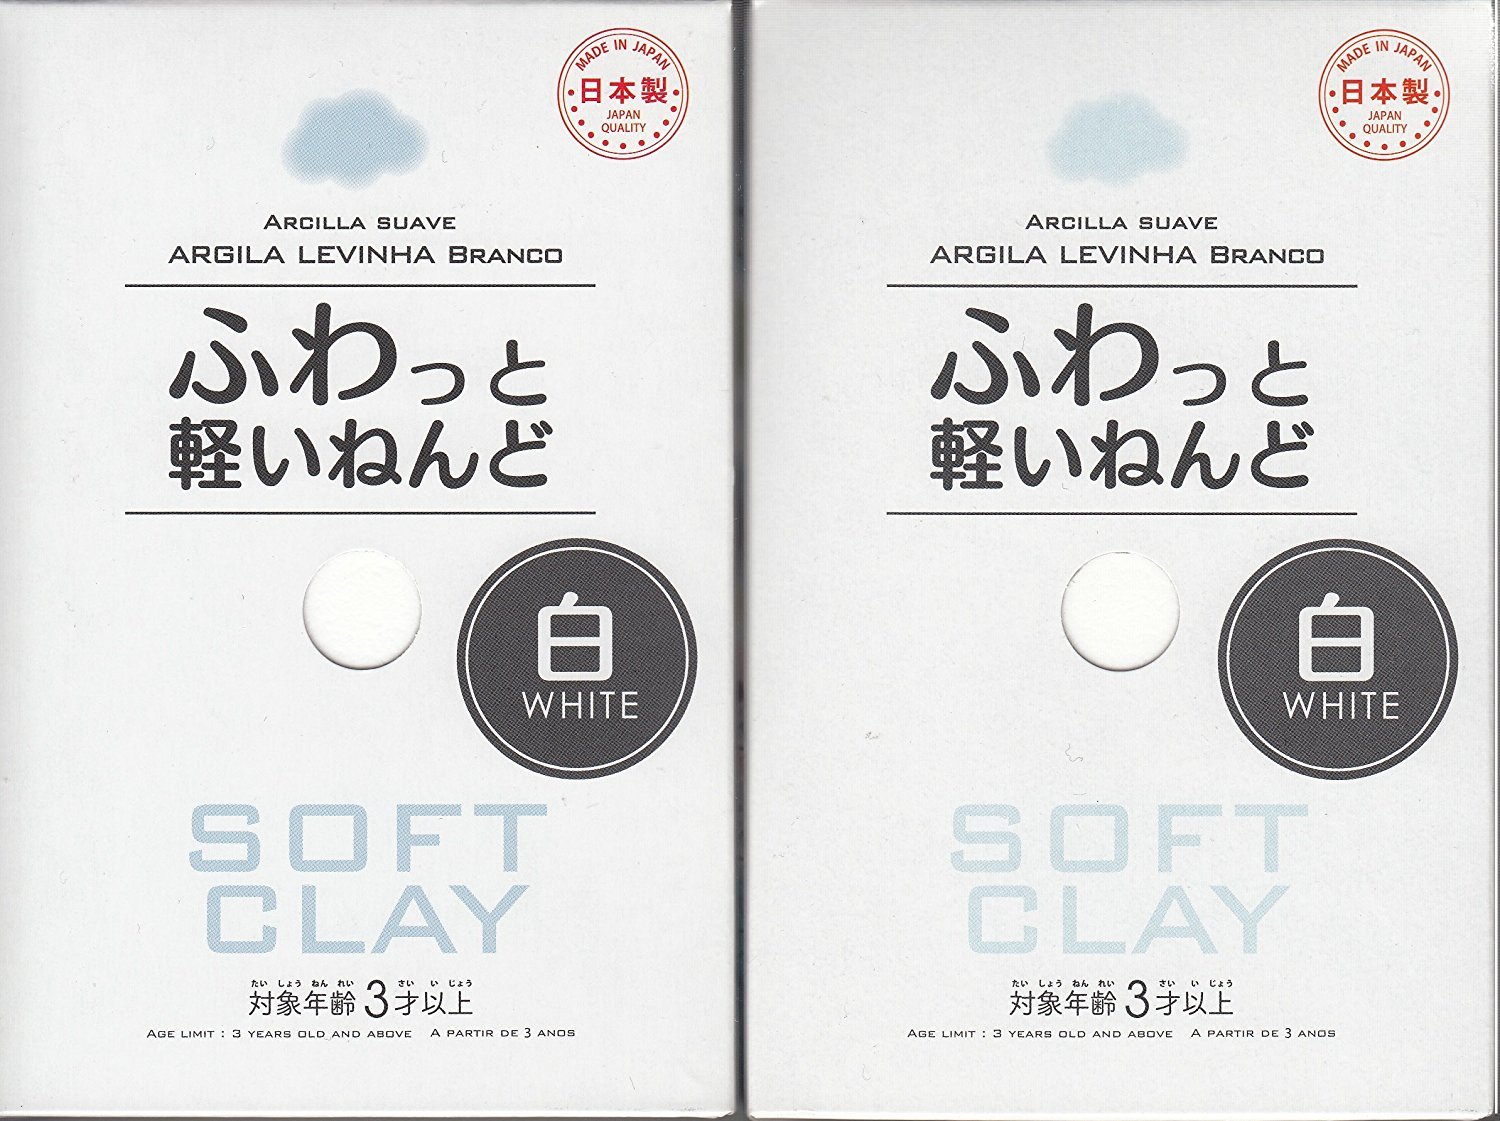 MADE IN JAPAN
日本製
JAPAN
QUALITY
ARCILLA SUAVE
ARGILA LEVINHA BRANCO
ふわっと
軽いねんど
白
WHITE
SOFT
CLAY
たいしょうねんれい さいいじょう
対象年齢3才以上
AGE LIMIT : 3 YEARS OLD AND ABOVE A PARTIR DE 3 ANOS
MADE IN JAPAN
日本製
JAPAN
QUALITY
ARCILLA SUAVE
ARGILA LEVINHA BRANCO
ふわっと
軽いねんど
白
WHITE
SOFT
CLAY
たいしょうねんれい さいいじょう
対象年齢3才以上
AGE LIMIT : 3 YEARS OLD AND ABOVE A PARTIR DE 3 ANOS